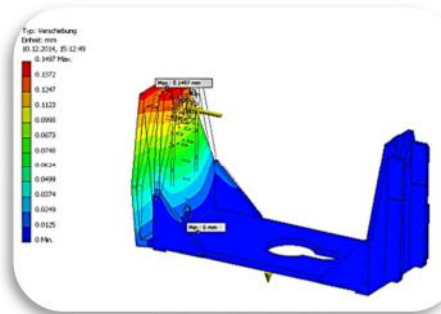 Typ: Verschiebung
Einheit: mm
10.12.2014, 15:12:49
0.1497 Max.
0.1372
0.1247
0.1123
0.0998
0.0873
0.0748
0.0624
0.0499
0.0374
0.0249
0.0125
0 Min.
Max.: 0.1497 mm
Min.: 0 mm